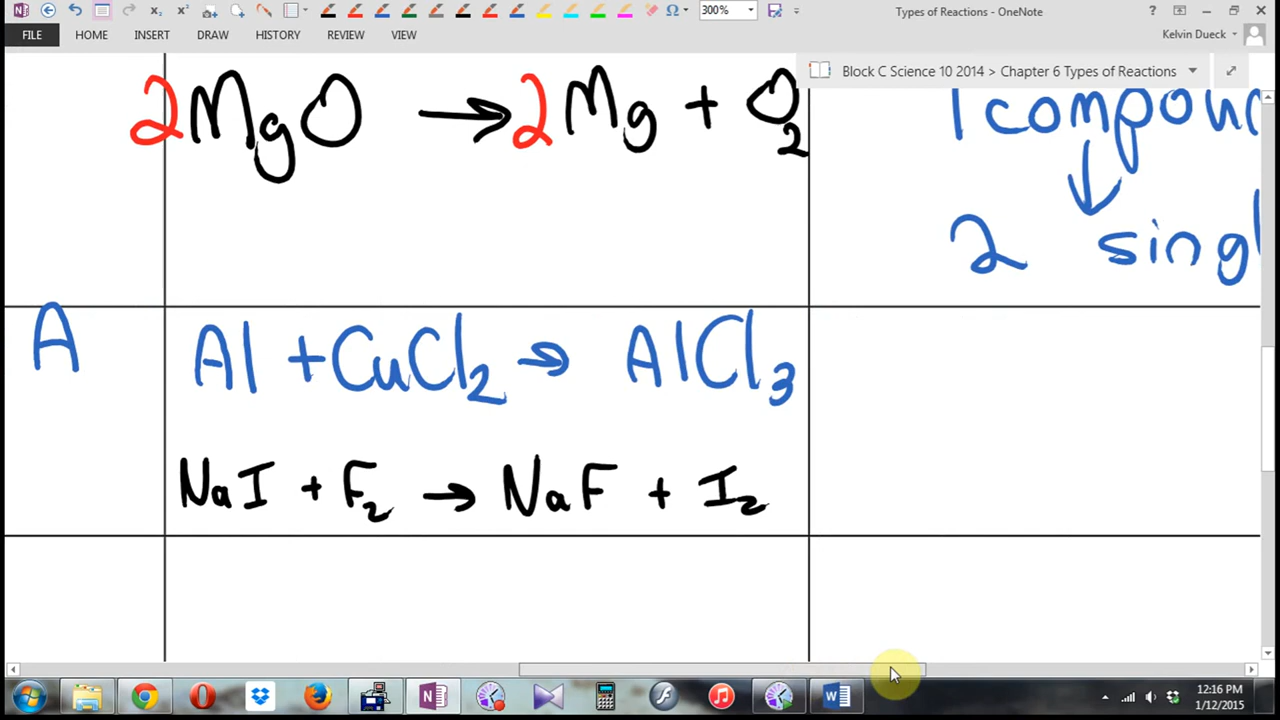 300%
Types of Reactions - OneNote
FILE HOME INSERT DRAW HISTORY REVIEW VIEW
Kelvin Dueck
Block C Science 10 2014 > Chapter 6 Types of Reactions
2MgO → 2Mg + O₂
1 compoun
↓
2 singl
A
Al + CuCl₂ → AlCl₃
NaI + F₂ → NaF + I₂
12:16 PM
1/12/2015